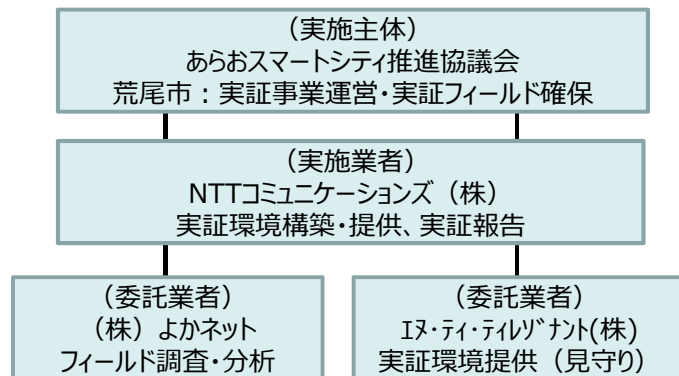 （実施主体）
あらおスマートシティ推進協議会
荒尾市：実証事業運営・実証フィールド確保
（実施業者）
NTTコミュニケーションズ（株）
実証環境構築・提供、実証報告
（委託業者）
（株）よかネット
フィールド調査・分析
（委託業者）
ｴﾇ・ﾃｨ・ﾃｨﾚｿﾞﾅﾝﾄ(株)
実証環境提供（見守り）